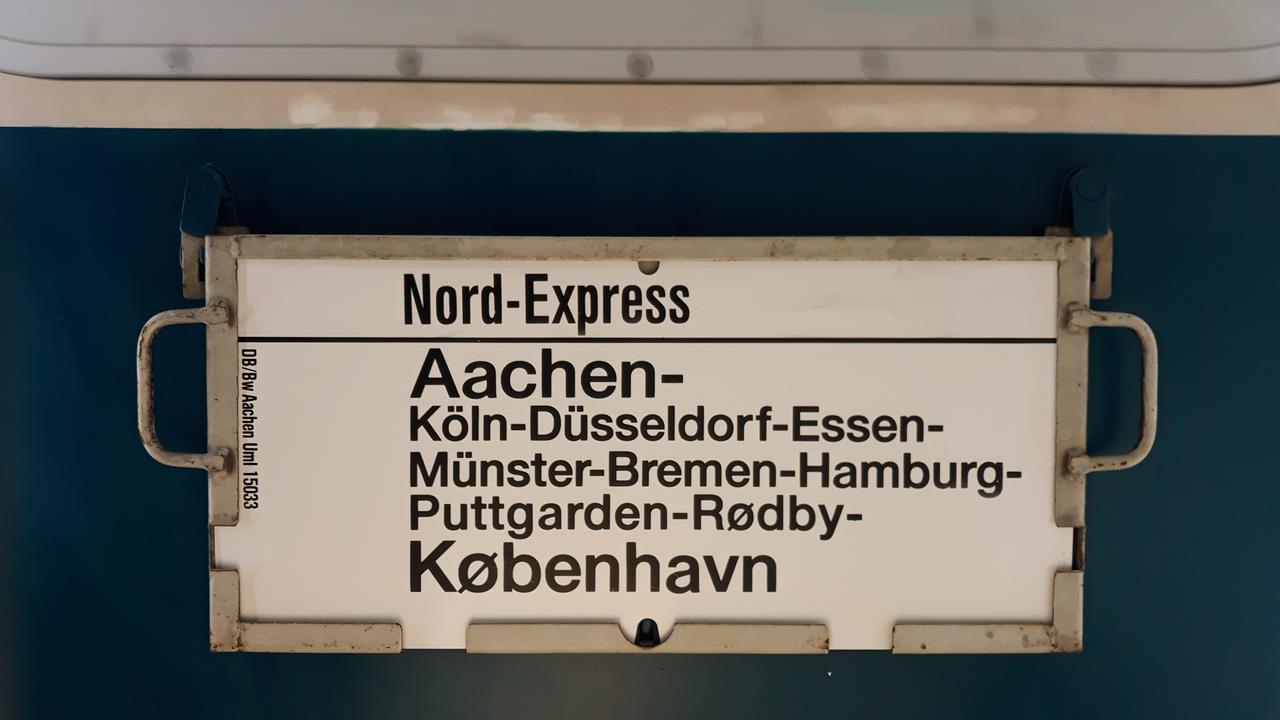 Nord-Express
Aachen-
Köln-Düsseldorf-Essen-
Münster-Bremen-Hamburg-
Puttgarden-Rødby-
København
DB/Bw Aachen Uml 15033